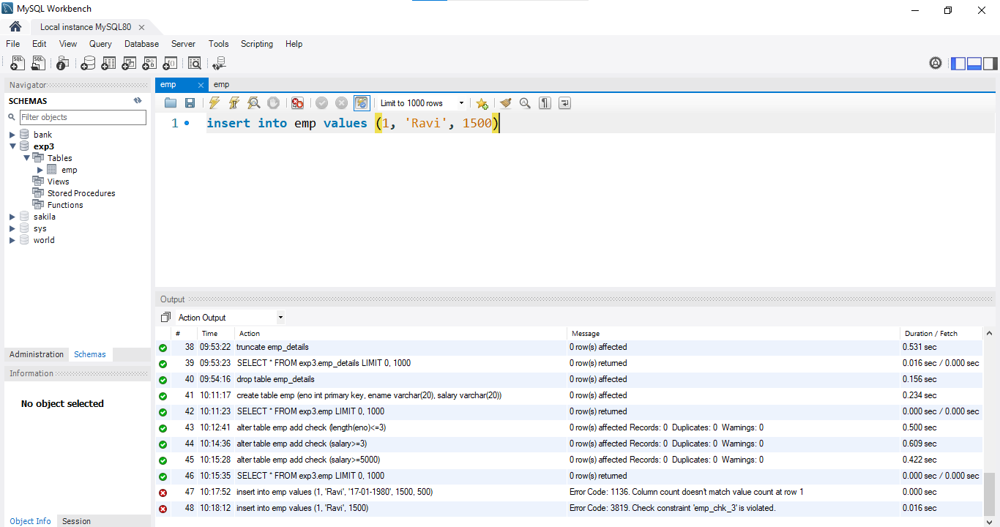 MySQL Workbench
Local instance MySQL80
File Edit View Query Database Server Tools Scripting Help
Navigator
SCHEMAS
Filter objects
bank
exp3
Tables
emp
Views
Stored Procedures
Functions
sakila
sys
world
Administration Schemas
Information
No object selected
Object Info Session
emp emp
Limit to 1000 rows
1 insert into emp values (1, 'Ravi', 1500)
Output
Action Output
# Time Action Message Duration / Fetch
38 09:53:22 truncate emp_details 0 row(s) affected 0.531 sec
39 09:53:23 SELECT * FROM exp3.emp_details LIMIT 0, 1000 0 row(s) returned 0.016 sec / 0.000 sec
40 09:54:16 drop table emp_details 0 row(s) affected 0.156 sec
41 10:11:17 create table emp (eno int primary key, ename varchar(20), salary varchar(20)) 0 row(s) affected 0.234 sec
42 10:11:23 SELECT * FROM exp3.emp LIMIT 0, 1000 0 row(s) returned 0.000 sec / 0.000 sec
43 10:12:41 alter table emp add check (length(eno)<=3) 0 row(s) affected Records: 0 Duplicates: 0 Warnings: 0 0.500 sec
44 10:14:36 alter table emp add check (salary>=3) 0 row(s) affected Records: 0 Duplicates: 0 Warnings: 0 0.609 sec
45 10:15:28 alter table emp add check (salary>=5000) 0 row(s) affected Records: 0 Duplicates: 0 Warnings: 0 0.422 sec
46 10:15:35 SELECT * FROM exp3.emp LIMIT 0, 1000 0 row(s) returned 0.000 sec / 0.000 sec
47 10:17:52 insert into emp values (1, 'Ravi', '17-01-1980', 1500, 500) Error Code: 1136. Column count doesn't match value count at row 1 0.000 sec
48 10:18:12 insert into emp values (1, 'Ravi', 1500) Error Code: 3819. Check constraint 'emp_chk_3' is violated. 0.016 sec